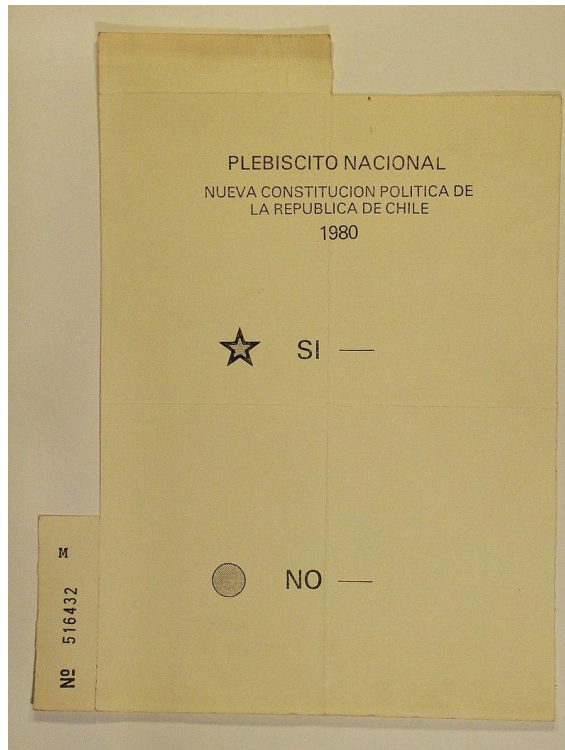 PLEBISCITO NACIONAL
NUEVA CONSTITUCION POLITICA DE
LA REPUBLICA DE CHILE
1980
SI —
NO —
M
Nº 516432